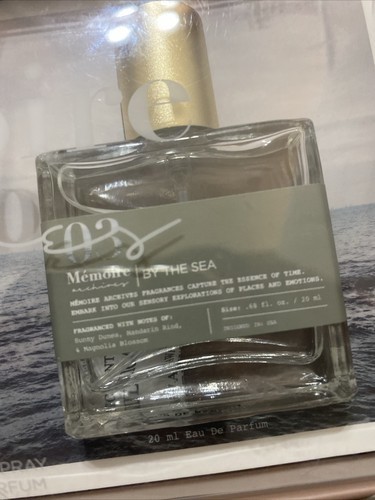 e
03
Mémoire
archives
BY THE SEA
MÉMOIRE ARCHIVES FRAGRANCES CAPTURE THE ESSENCE OF TIME.
EMBARK INTO OUR SENSORY EXPLORATIONS OF PLACES AND EMOTIONS.
FRAGRANCED WITH NOTES OF:
Sunny Dunes, Mandarin Rind,
& Magnolia Blossom
Size: .68 fl. oz. / 20 ml
DESIGNED IN: USA
20 ml Eau De Parfum
SPRAY
PARFUM